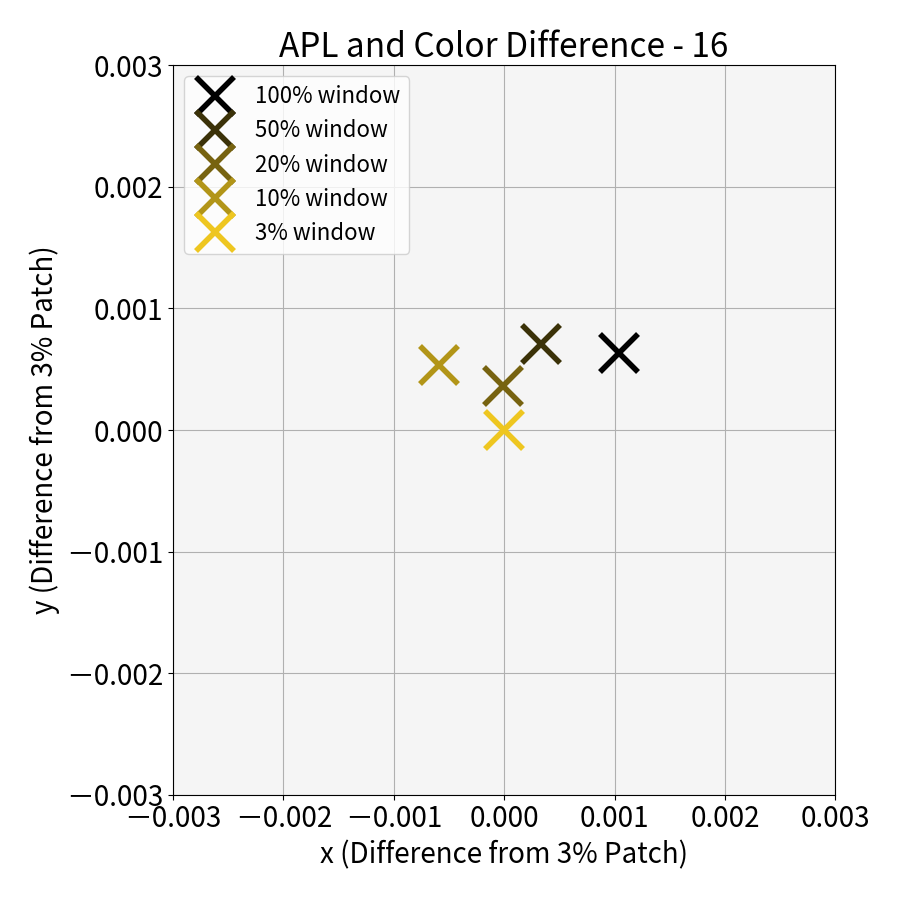 APL and Color Difference - 16
100% window
50% window
20% window
10% window
3% window
0.003
0.002
0.001
0.000
−0.001
−0.002
−0.003
−0.003 −0.002 −0.001 0.000 0.001 0.002 0.003
x (Difference from 3% Patch)
y (Difference from 3% Patch)